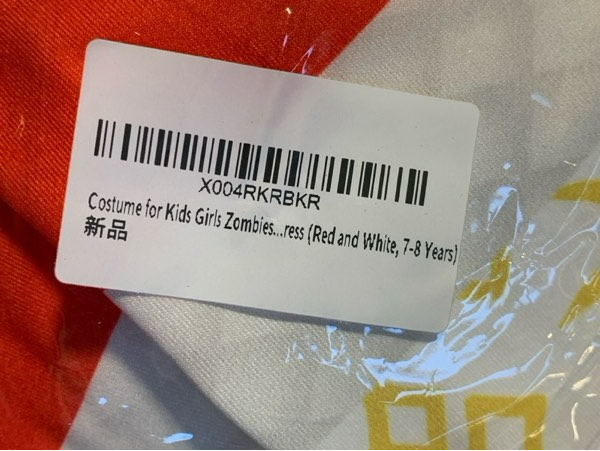 X004RKRBKR
Costume for Kids Girls Zombies...ress (Red and White, 7-8 Years)
新品